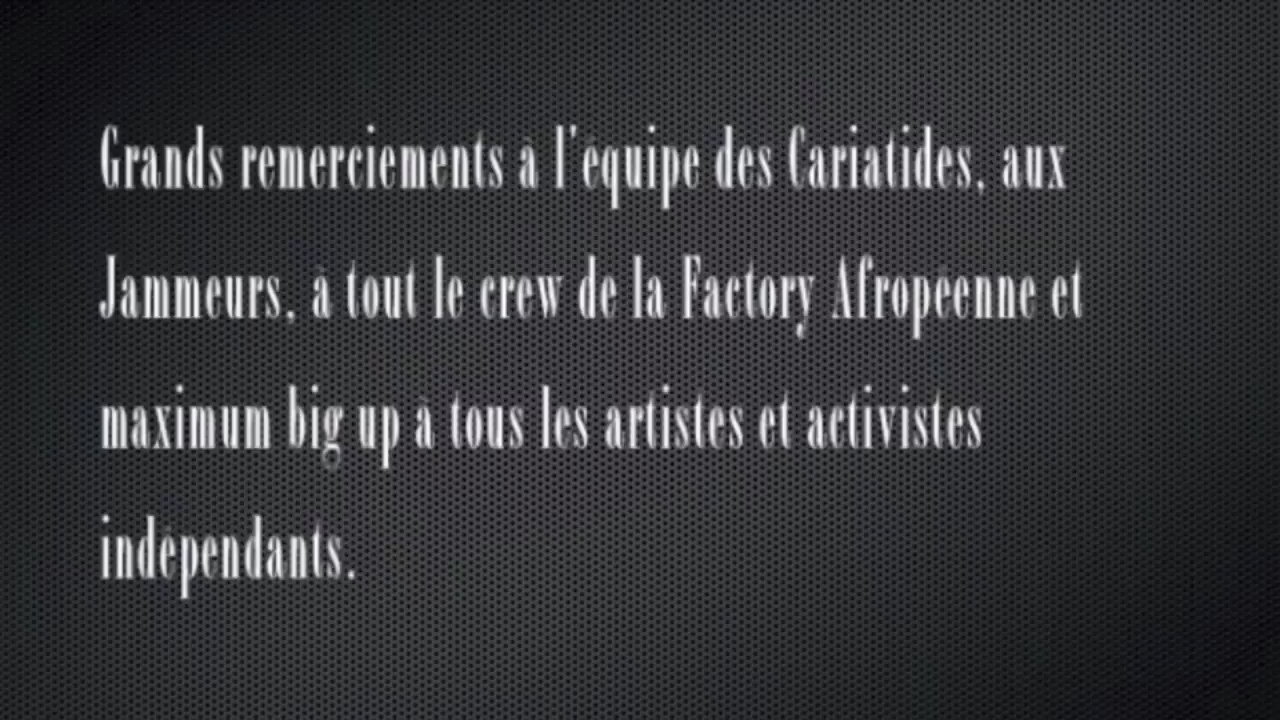 Grands remerciements à l'équipe des Cariatides, aux
Jammeurs, à tout le crew de la Factory Afropéenne et
maximum big up à tous les artistes et activistes
indépendants.